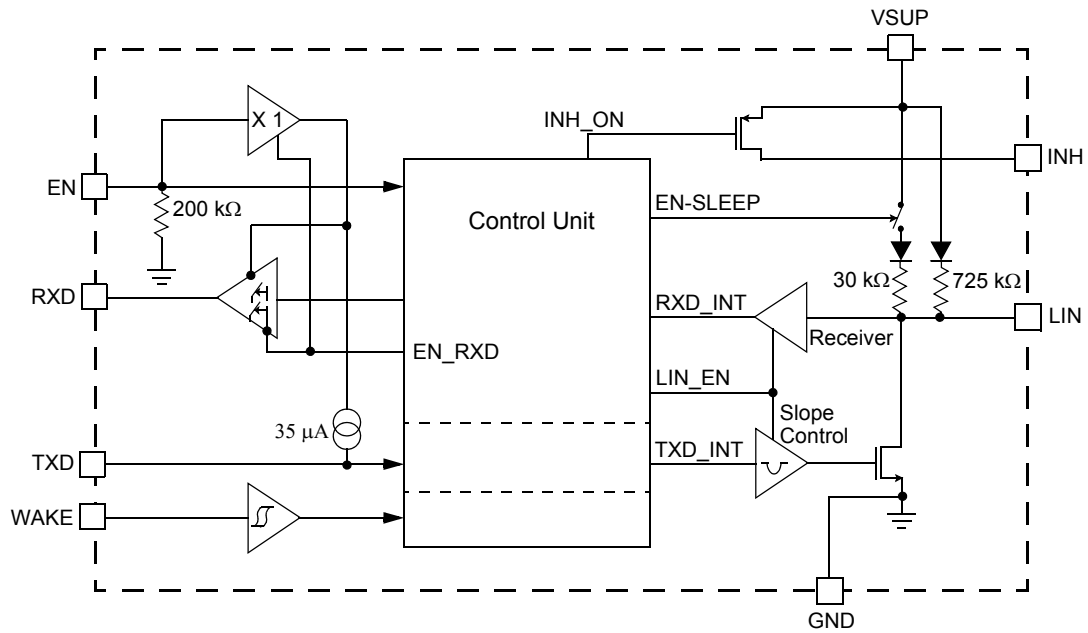 VSUP
X 1
INH_ON
INH
EN
200 kΩ
EN-SLEEP
Control Unit
30 kΩ
725 kΩ
RXD
RXD_INT
LIN
Receiver
EN_RXD
LIN_EN
35 µA
Slope
Control
TXD
TXD_INT
WAKE
GND